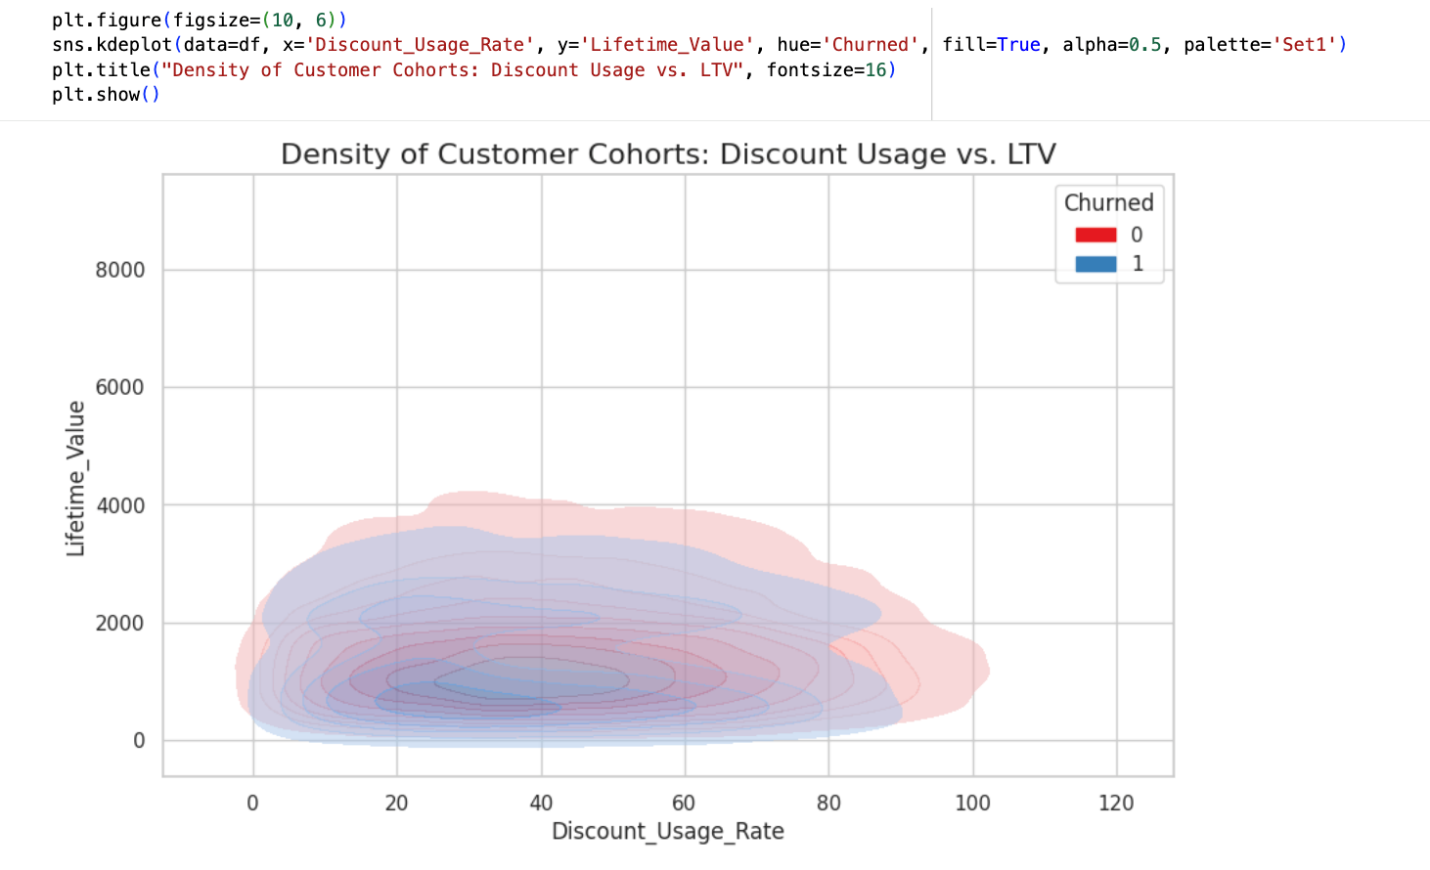 plt.figure(figsize=(10, 6))
sns.kdeplot(data=df, x='Discount_Usage_Rate', y='Lifetime_Value', hue='Churned', fill=True, alpha=0.5, palette='Set1')
plt.title("Density of Customer Cohorts: Discount Usage vs. LTV", fontsize=16)
plt.show()
Density of Customer Cohorts: Discount Usage vs. LTV
Churned
0
1
8000
6000
4000
2000
0
Lifetime_Value
0 20 40 60 80 100 120
Discount_Usage_Rate